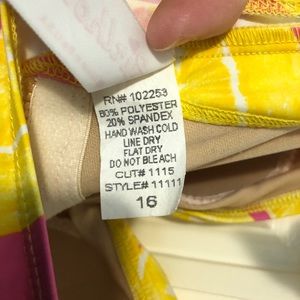 RN# 102253
80% POLYESTER
20% SPANDEX
HAND WASH COLD
LINE DRY
FLAT DRY
DO NOT BLEACH
CUT# 1115
STYLE# 11111
16